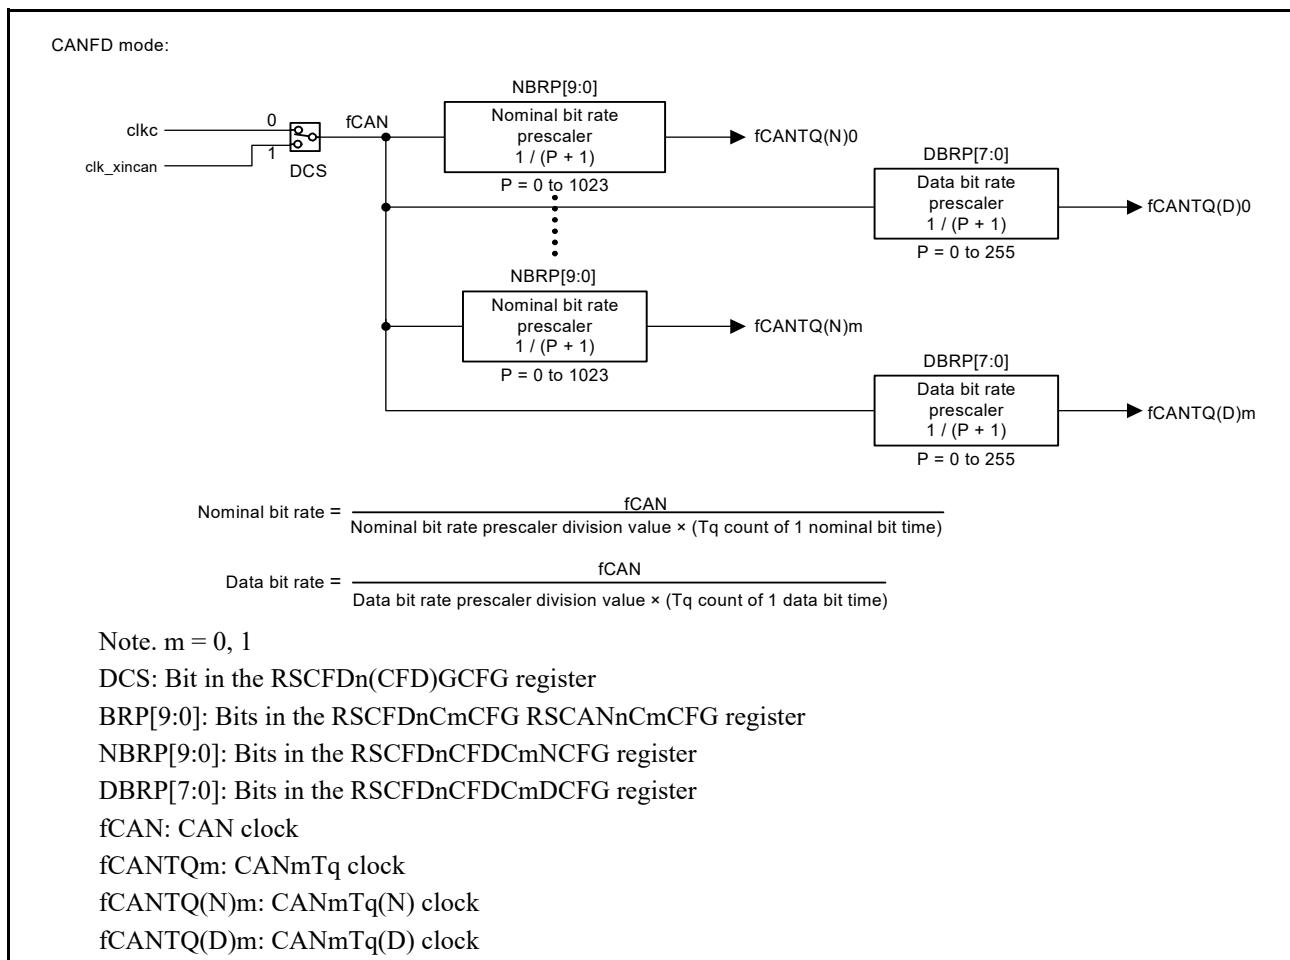 CANFD mode:
NBRP[9:0]
clkc
0
fCAN
Nominal bit rate
prescaler
1 / (P + 1)
fCANTQ(N)0
clk_xincan
1
DCS
P = 0 to 1023
DBRP[7:0]
Data bit rate
prescaler
1 / (P + 1)
fCANTQ(D)0
P = 0 to 255
NBRP[9:0]
Nominal bit rate
prescaler
1 / (P + 1)
fCANTQ(N)m
P = 0 to 1023
DBRP[7:0]
Data bit rate
prescaler
1 / (P + 1)
fCANTQ(D)m
P = 0 to 255
Nominal bit rate =
fCAN
Nominal bit rate prescaler division value × (Tq count of 1 nominal bit time)
Data bit rate =
fCAN
Data bit rate prescaler division value × (Tq count of 1 data bit time)
Note. m = 0, 1
DCS: Bit in the RSCFDn(CFD)GCFG register
BRP[9:0]: Bits in the RSCFDnCmCFG RSCANnCmCFG register
NBRP[9:0]: Bits in the RSCFDnCFDCmNCFG register
DBRP[7:0]: Bits in the RSCFDnCFDCmDCFG register
fCAN: CAN clock
fCANTQm: CANmTq clock
fCANTQ(N)m: CANmTq(N) clock
fCANTQ(D)m: CANmTq(D) clock